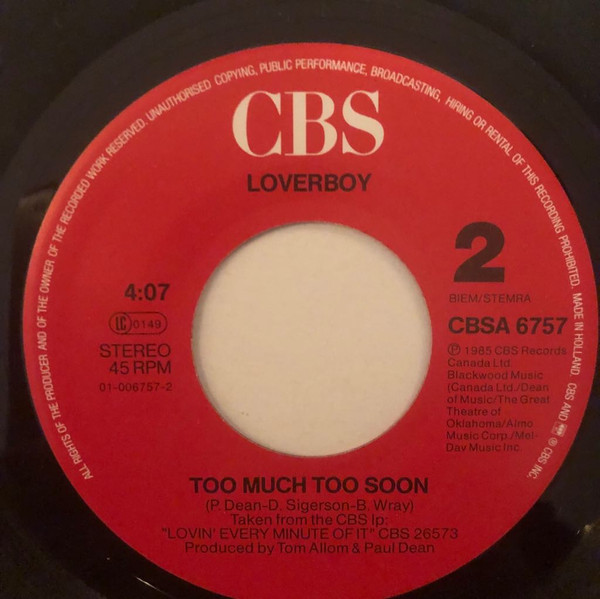 ALL RIGHTS OF THE PRODUCER AND OF THE OWNER OF THE RECORDED WORK RESERVED. UNAUTHORISED COPYING, PUBLIC PERFORMANCE, BROADCASTING, HIRING OR RENTAL OF THIS RECORDING PROHIBITED. MADE IN HOLLAND. CBS AND ® CBS INC.
CBS
LOVERBOY
2
BIEM/STEMRA
CBSA 6757
4:07
LC 0149
STEREO
45 RPM
01-006757-2
℗ 1985 CBS Records
Canada Ltd.
Blackwood Music
(Canada Ltd./Dean
of Music/The Great
Theatre of
Oklahoma/Almo
Music Corp./Mel-
Day Music Inc.
TOO MUCH TOO SOON
(P. Dean-D. Sigerson-B. Wray)
Taken from the CBS lp:
"LOVIN' EVERY MINUTE OF IT" CBS 26573
Produced by Tom Allom & Paul Dean